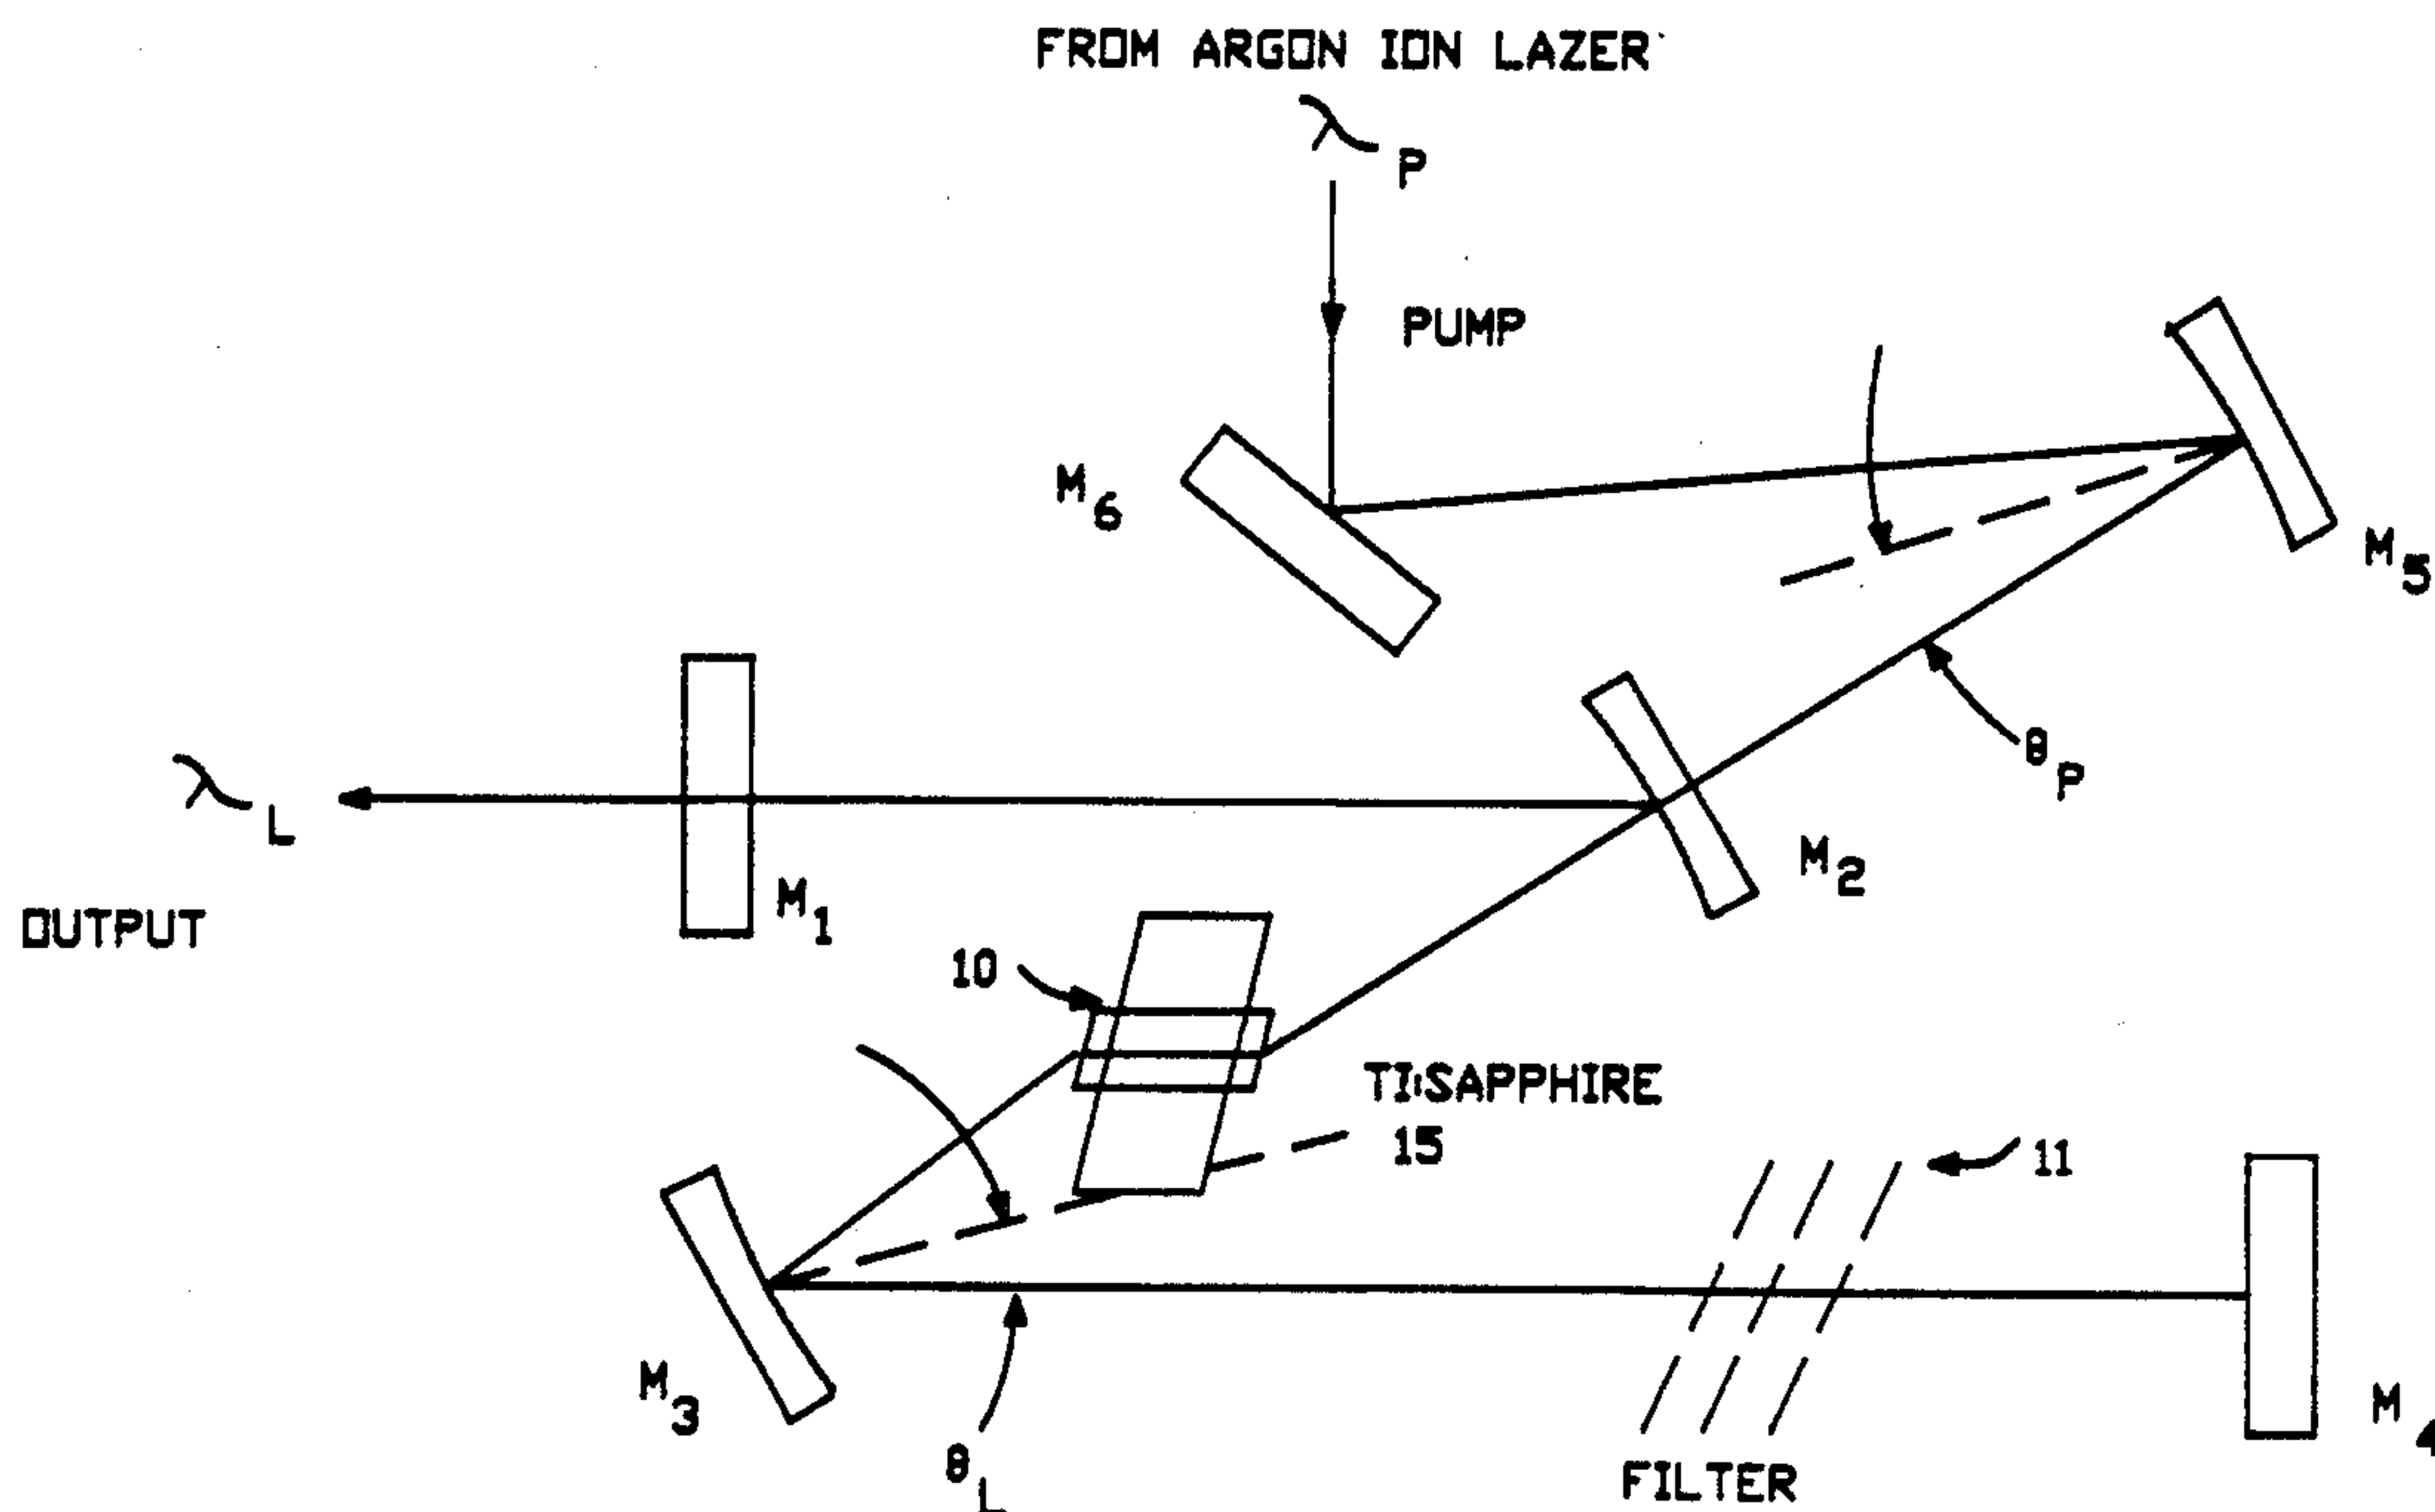 FROM ARGON ION LAZER
λP
PUMP
M6
M5
θP
λL
M1
M2
OUTPUT
10
TI:SAPPHIRE
15
11
M3
M4
θL
FILTER